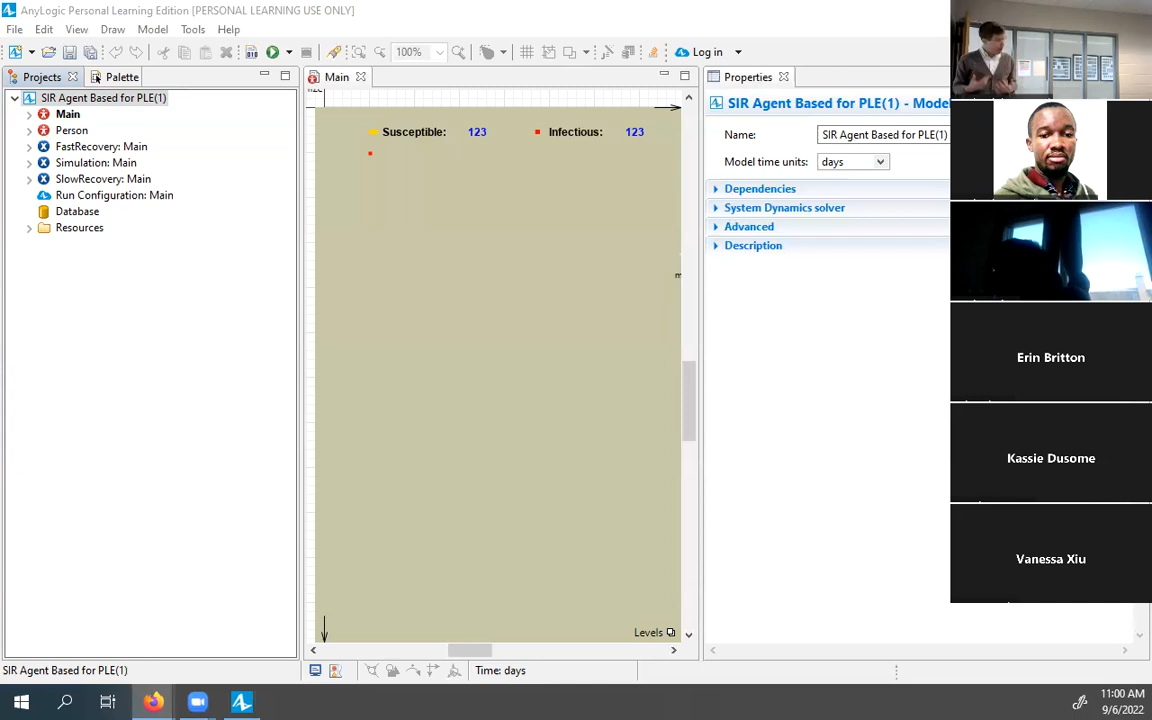 AnyLogic Personal Learning Edition [PERSONAL LEARNING USE ONLY]
File Edit View Draw Model Tools Help
100% Log in
Projects Palette Main Properties
SIR Agent Based for PLE(1)
Main
Person
FastRecovery: Main
Simulation: Main
SlowRecovery: Main
Run Configuration: Main
Database
Resources
Susceptible: 123 Infectious: 123
Levels
SIR Agent Based for PLE(1) - Mode
Name: SIR Agent Based for PLE(1)
Model time units: days
Dependencies
System Dynamics solver
Advanced
Description
Erin Britton
Kassie Dusome
Vanessa Xiu
SIR Agent Based for PLE(1) Time: days
11:00 AM
9/6/2022